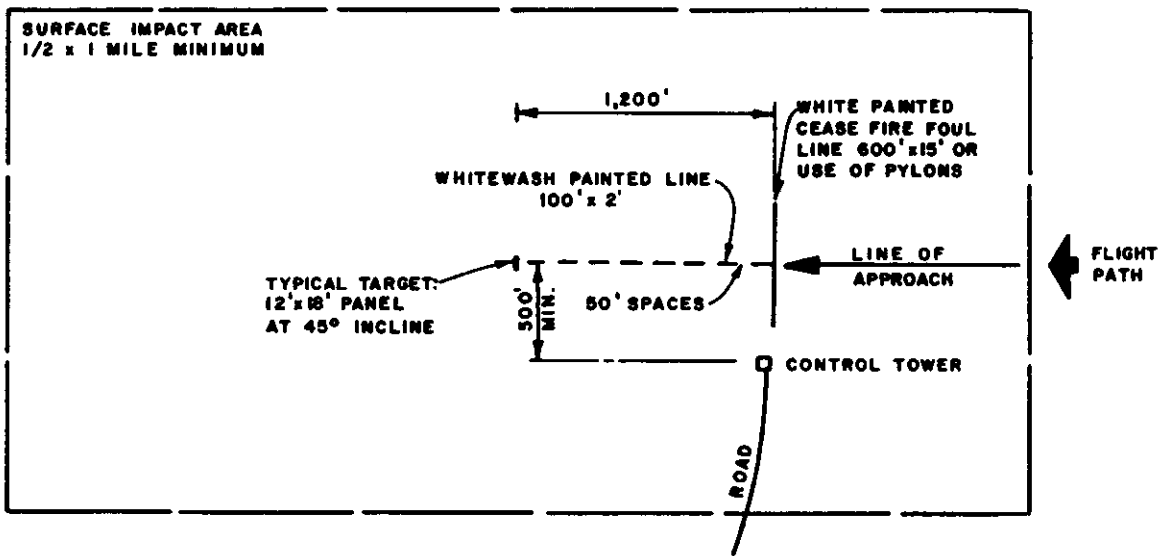 SURFACE IMPACT AREA
1/2 x 1 MILE MINIMUM
1,200'
WHITE PAINTED
CEASE FIRE FOUL
LINE 600'x15' OR
USE OF PYLONS
WHITEWASH PAINTED LINE
100'x 2'
LINE OF
APPROACH
FLIGHT
PATH
TYPICAL TARGET:
12'x18' PANEL
AT 45° INCLINE
500'
MIN.
50' SPACES
CONTROL TOWER
ROAD